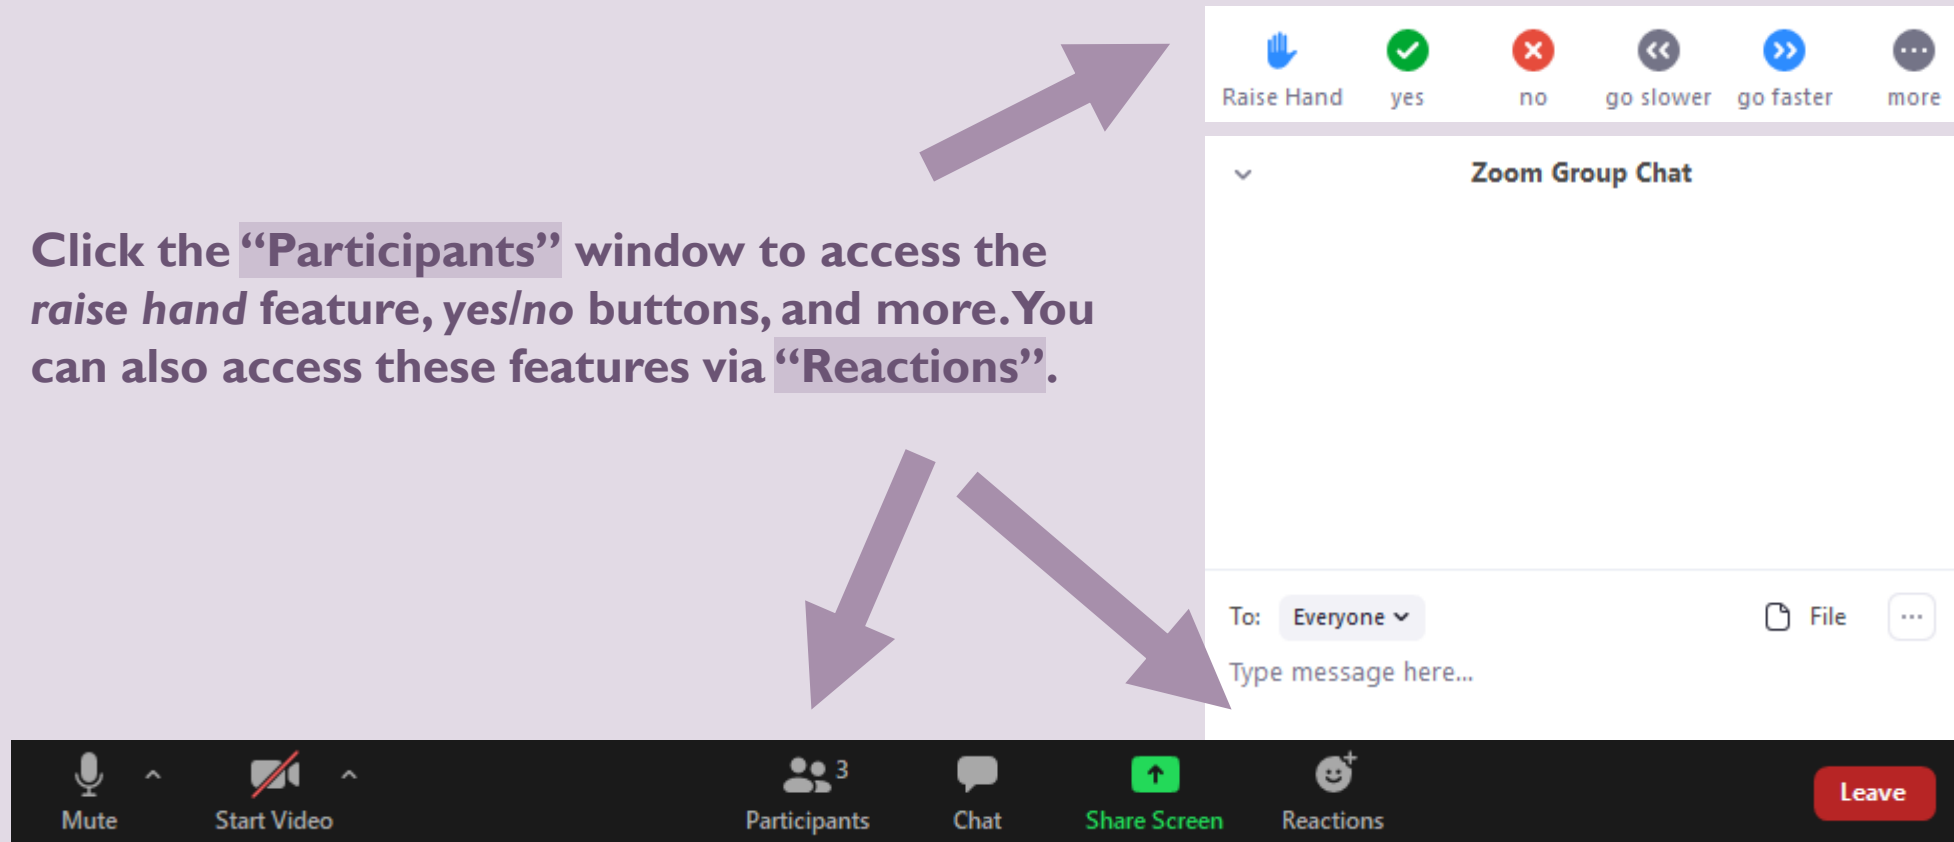 Raise Hand yes no go slower go faster more
Zoom Group Chat
Click the “Participants” window to access the
raise hand feature, yes/no buttons, and more. You
can also access these features via “Reactions”.
To: Everyone File
Type message here...
3
Mute Start Video Participants Chat Share Screen Reactions Leave